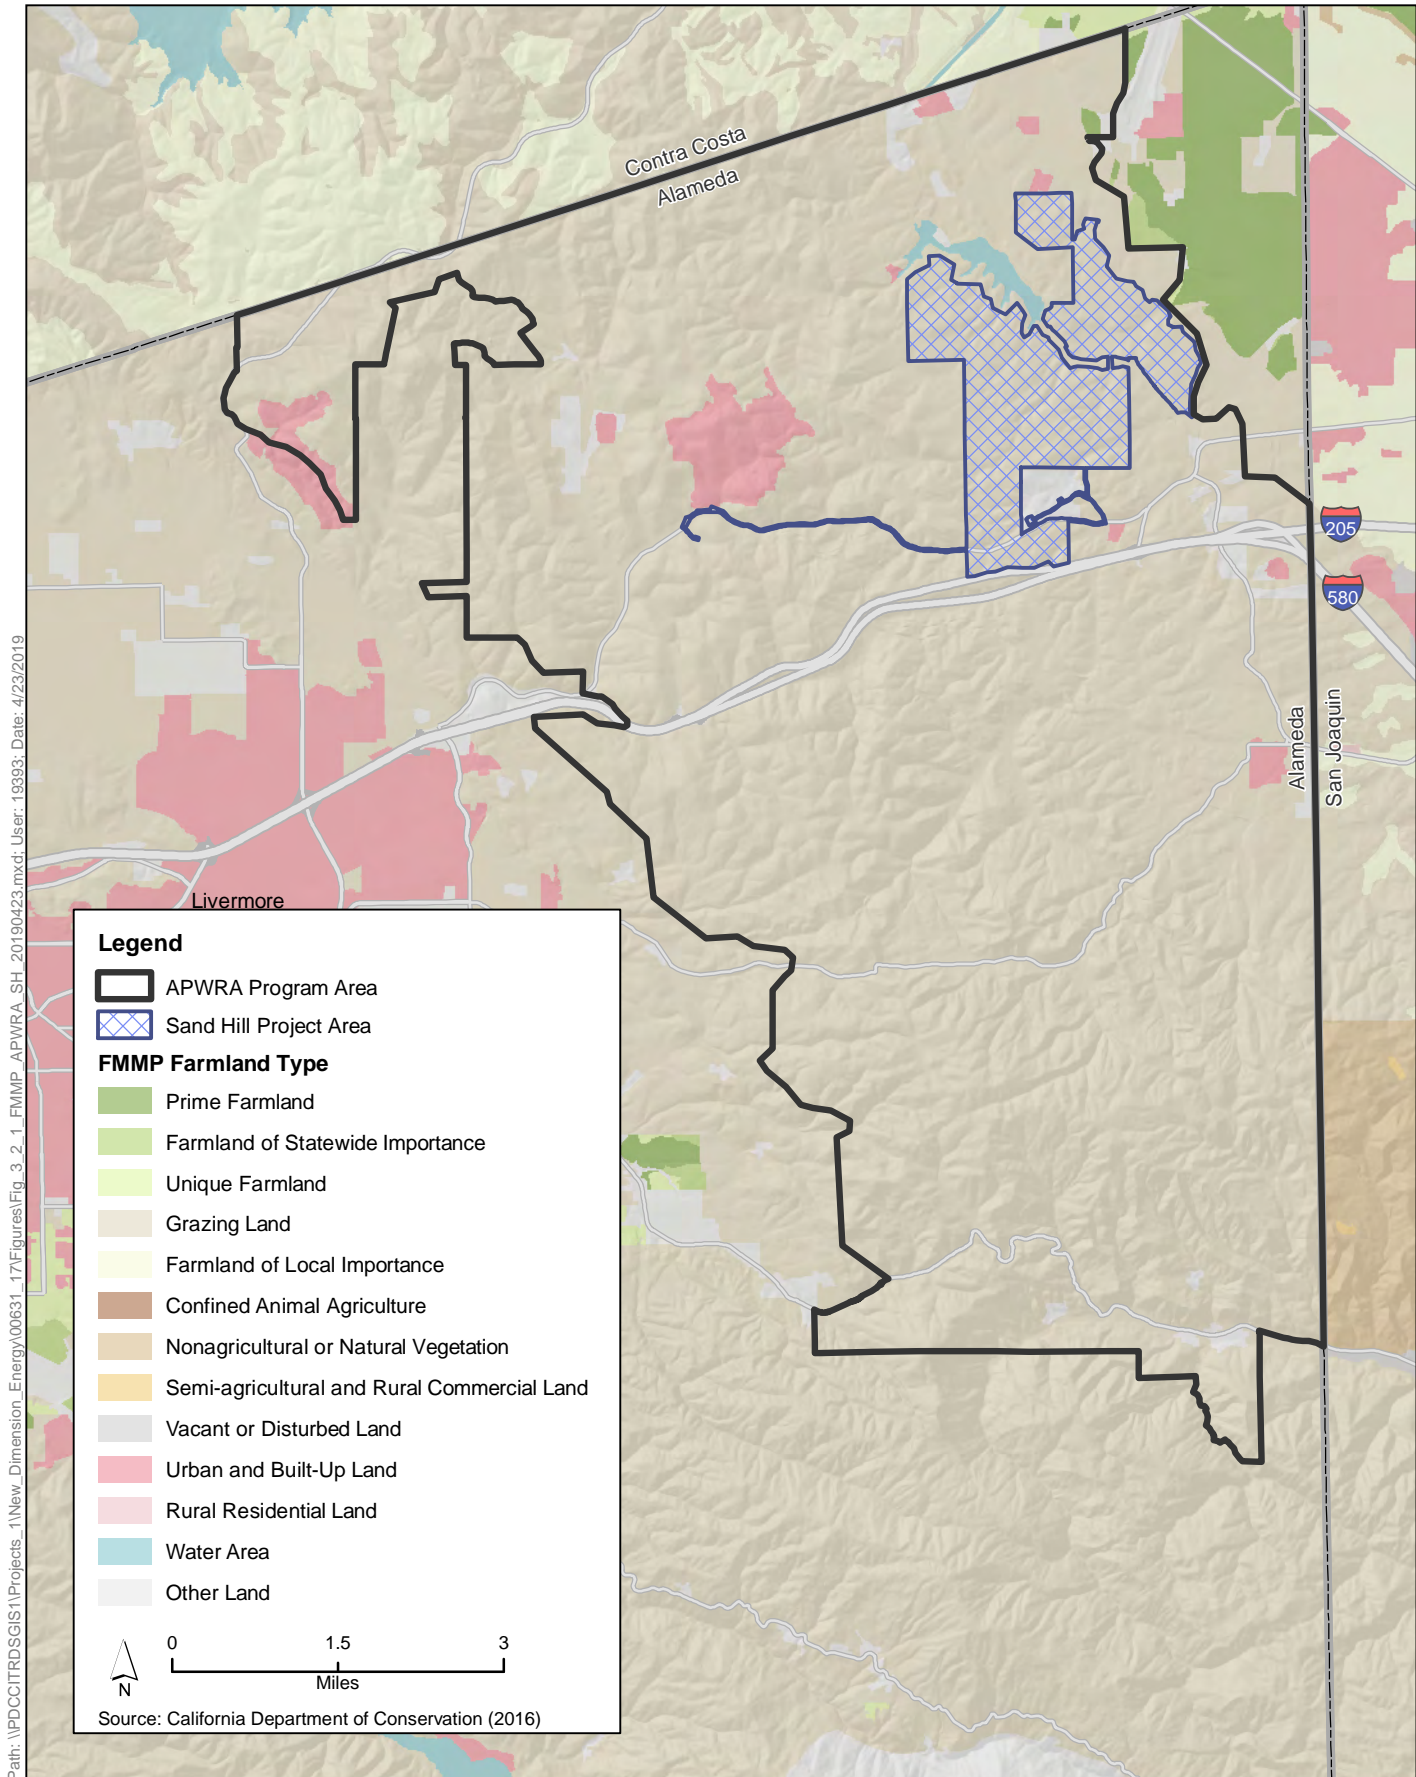 Contra Costa
Alameda
205
580
Alameda
San Joaquin
Livermore
Legend
APWRA Program Area
Sand Hill Project Area
FMMP Farmland Type
Prime Farmland
Farmland of Statewide Importance
Unique Farmland
Grazing Land
Farmland of Local Importance
Confined Animal Agriculture
Nonagricultural or Natural Vegetation
Semi-agricultural and Rural Commercial Land
Vacant or Disturbed Land
Urban and Built-Up Land
Rural Residential Land
Water Area
Other Land
0 1.5 3
Miles
N
Source: California Department of Conservation (2016)
Path: \\PDCCITRDSGIS1\Projects_1\New_Dimension_Energy\00631_17\Figures\Fig_3_2_1_FMMP_APWRA_SH_20190423.mxd; User: 19393; Date: 4/23/2019